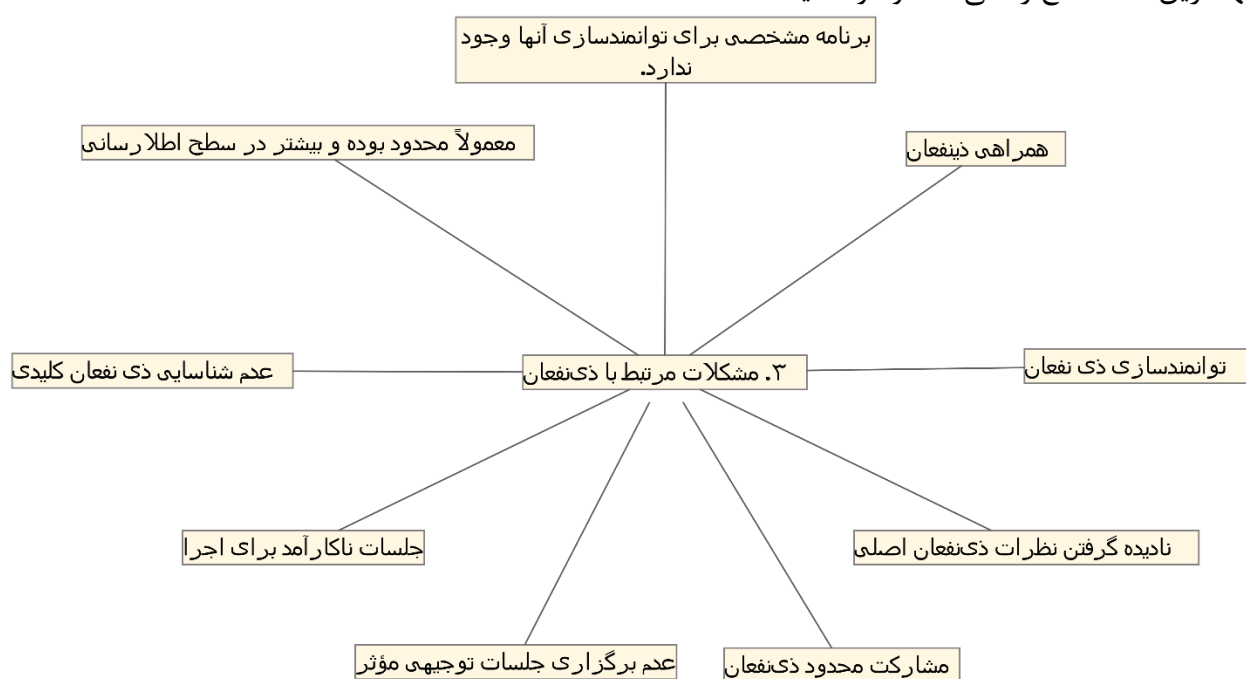 برنامه مشخصی برای توانمندسازی آنها وجود
ندارد.
همراهی ذینفعان
معمولاً محدود بوده و بیشتر در سطح اطلارسانی
توانمندسازی ذی نفعان
۳. مشکلات مرتبط با ذی‌نفعان
عدم شناسایی ذی نفعان کلیدی
نادیده گرفتن نظرات ذی‌نفعان اصلی
جلسات ناکارآمد برای اجرا
مشارکت محدود ذی‌نفعان
عدم برگزاری جلسات توجیهی مؤثر